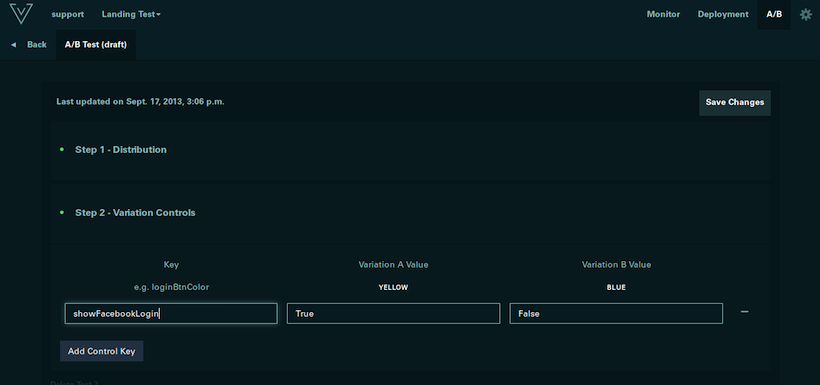 support Landing Test Monitor Deployment A/B
Back A/B Test (draft)
Last updated on Sept. 17, 2013, 3:06 p.m. Save Changes
Step 1 - Distribution
Step 2 - Variation Controls
Key Variation A Value Variation B Value
e.g. loginBtnColor YELLOW BLUE
showFacebookLogin True False
Add Control Key